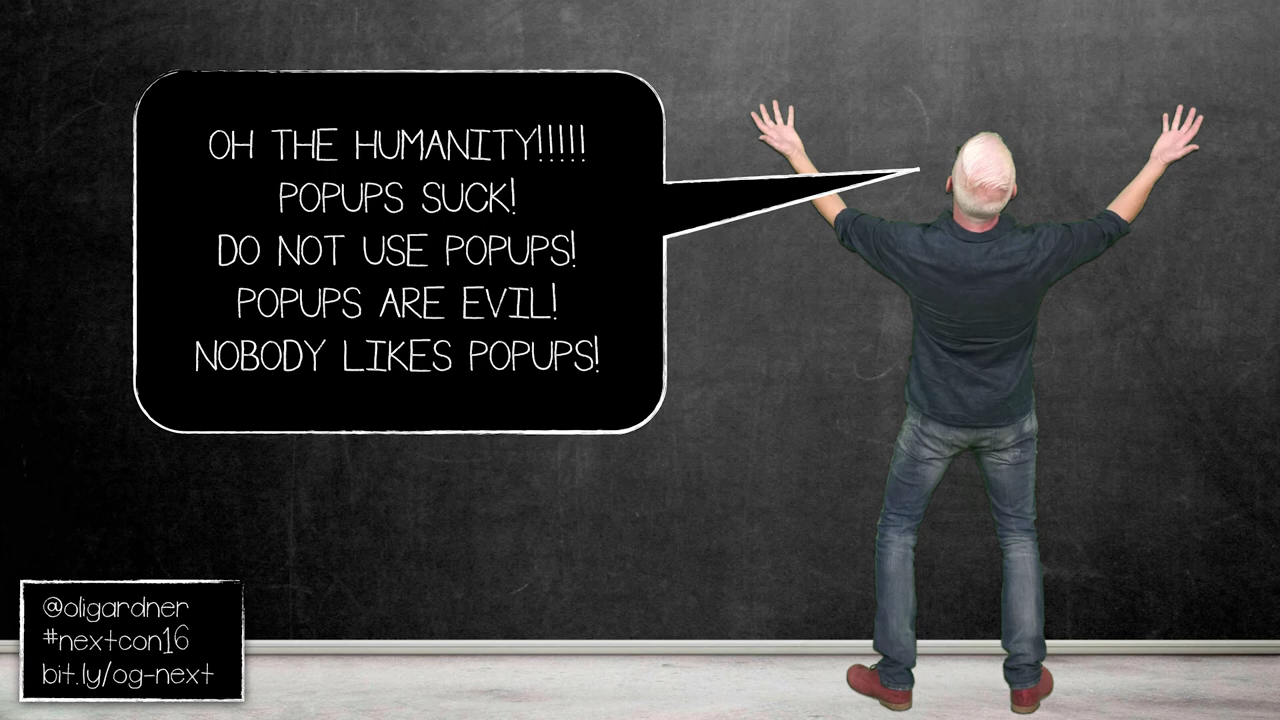 OH THE HUMANITY!!!!!
POPUPS SUCK!
DO NOT USE POPUPS!
POPUPS ARE EVIL!
NOBODY LIKES POPUPS!
@oligardner
#nextcon16
bit.ly/og-next